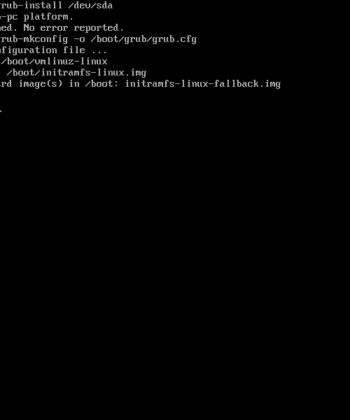 rub-install /dev/sda
-pc platform.
ed. No error reported.
rub-mkconfig -o /boot/grub/grub.cfg
figuration file ...
/boot/vmlinuz-linux
/boot/initramfs-linux.img
rd image(s) in /boot: initramfs-linux-fallback.img